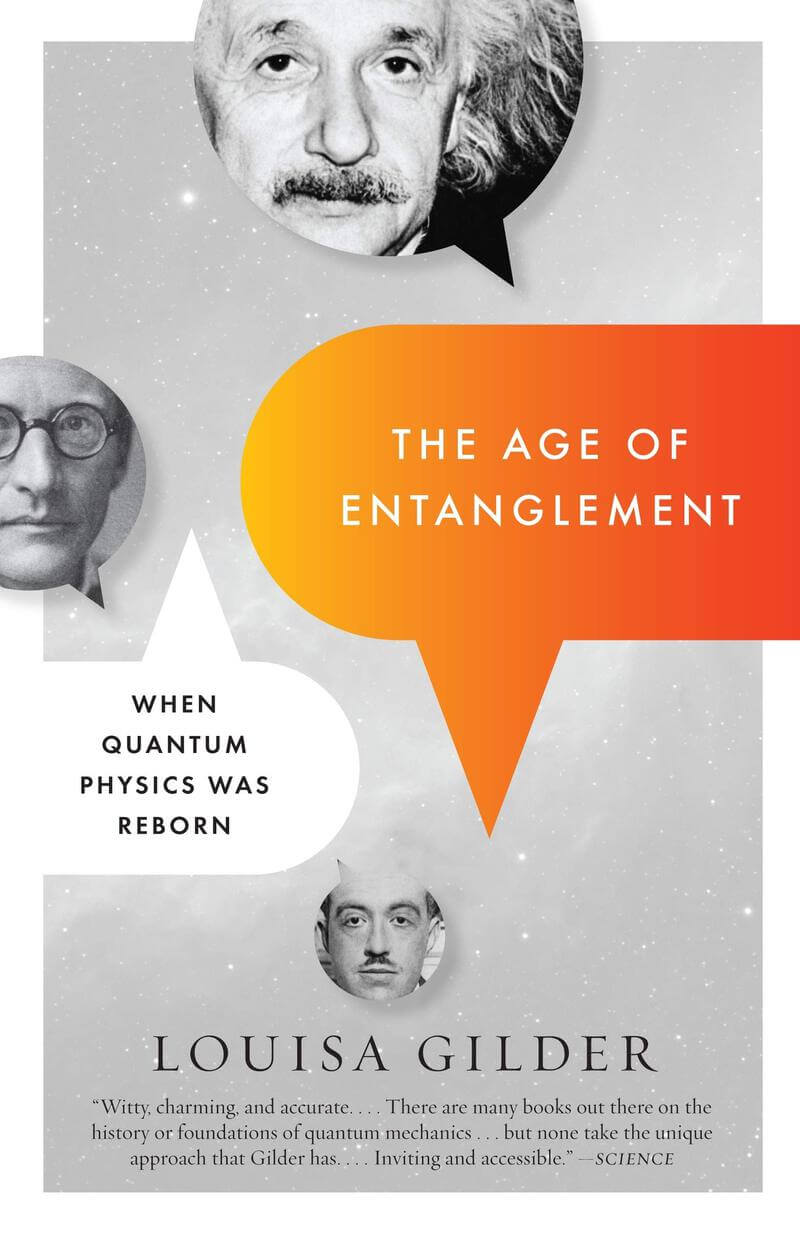 THE AGE OF
ENTANGLEMENT
WHEN
QUANTUM
PHYSICS WAS
REBORN
LOUISA GILDER
“Witty, charming, and accurate. . . . There are many books out there on the
history or foundations of quantum mechanics . . . but none take the unique
approach that Gilder has. . . . Inviting and accessible.” —SCIENCE